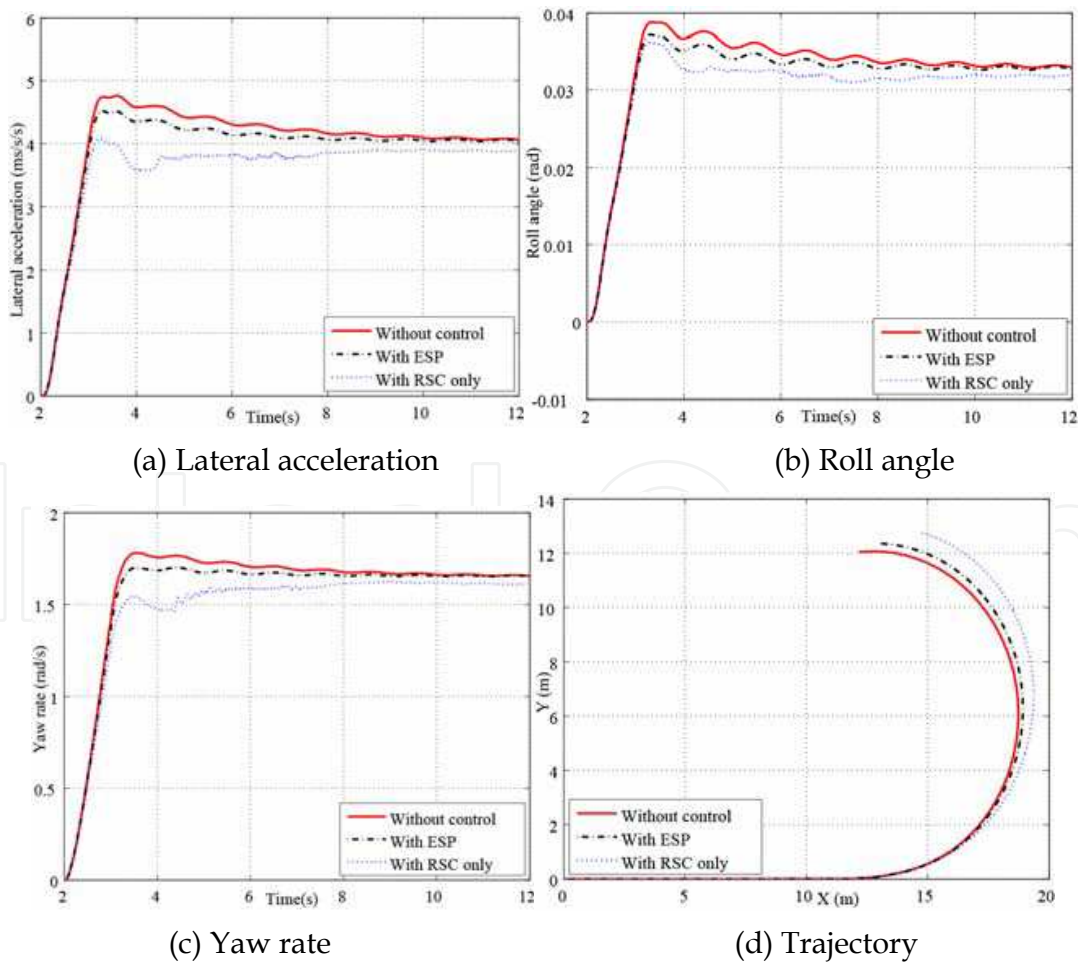 6
5
4
3
2
1
0
2
4
6
8
10
12
Lateral acceleration (ms/s/s)
Time(s)
Without control
With ESP
With RSC only
(a) Lateral acceleration
0.04
0.03
0.02
0.01
0
-0.01
2
4
6
8
10
12
Roll angle (rad)
Time(s)
Without control
With ESP
With RSC only
(b) Roll angle
2
1.5
1
0.5
0
2
4
6
8
10
12
Yaw rate (rad/s)
Time(s)
Without control
With ESP
With RSC only
(c) Yaw rate
14
12
10
8
6
4
2
0
0
5
10
15
20
Y (m)
X (m)
Without control
With ESP
With RSC only
(d) Trajectory